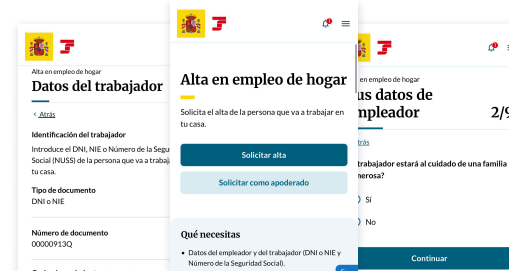 Alta en empleo de hogar
Datos del trabajador
Atrás
Identificación del trabajador
Introduce el DNI, NIE o Número de la Segu
Social (NUSS) de la persona que va a trabaj
tu casa.
Tipo de documento
DNI o NIE
Número de documento
00000913Q
Alta en empleo de hogar
Solicita el alta de la persona que va a trabajar en
tu casa.
Solicitar alta
Solicitar como apoderado
Qué necesitas
• Datos del empleador y del trabajador (DNI o NIE y
Número de la Seguridad Social).
en empleo de hogar
us datos de
mpleador
2/9
trás
trabajador estará al cuidado de una familia
nerosa?
Sí
No
Continuar